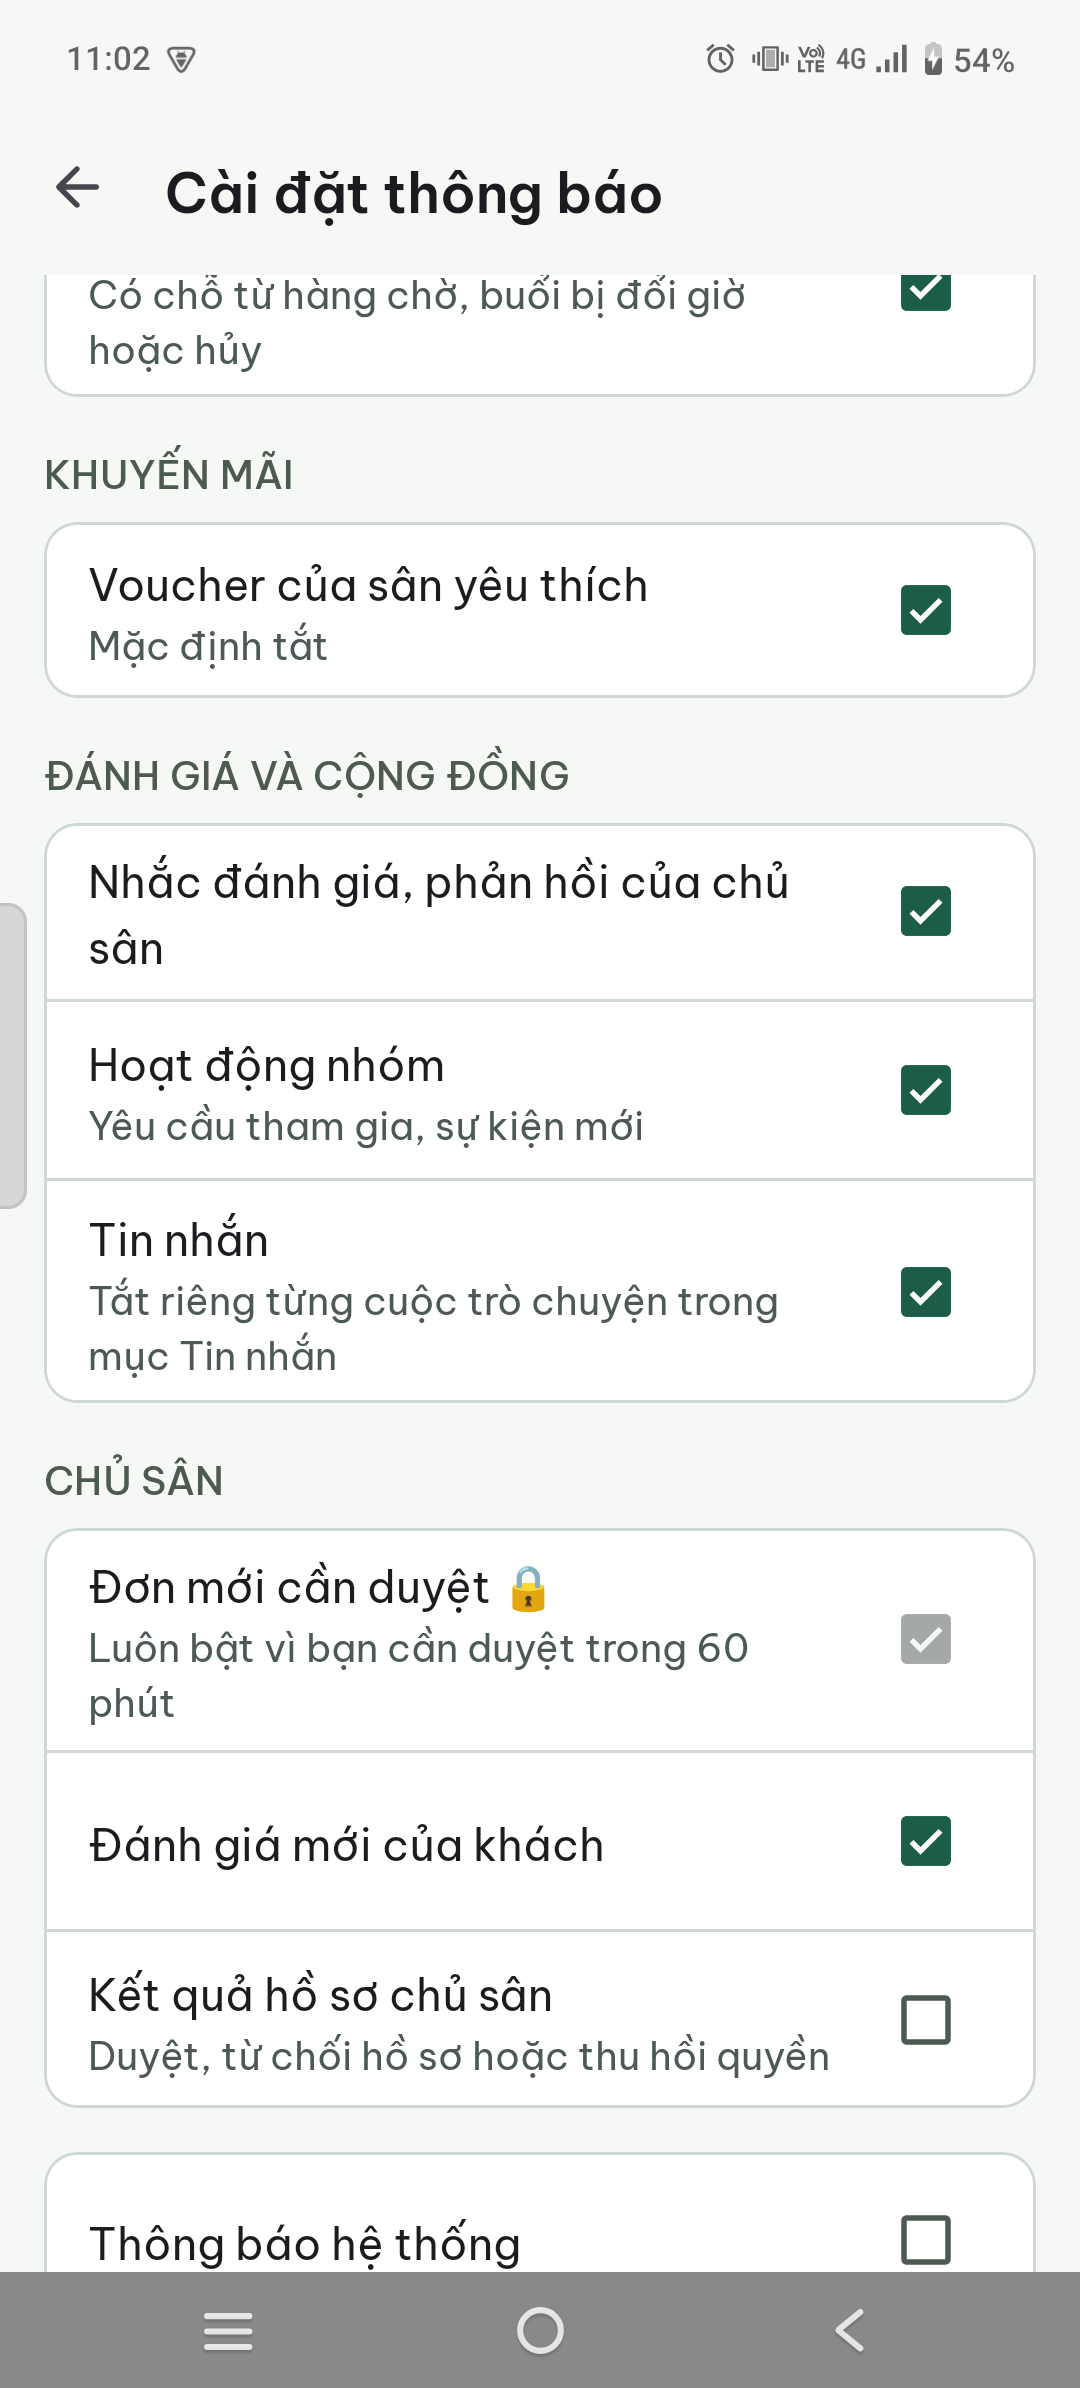 11:02
VoLTE 4G 54%
Cài đặt thông báo
Có chỗ từ hàng chờ, buổi bị đổi giờ
hoặc hủy
KHUYẾN MÃI
Voucher của sân yêu thích
Mặc định tắt
ĐÁNH GIÁ VÀ CỘNG ĐỒNG
Nhắc đánh giá, phản hồi của chủ
sân
Hoạt động nhóm
Yêu cầu tham gia, sự kiện mới
Tin nhắn
Tắt riêng từng cuộc trò chuyện trong
mục Tin nhắn
CHỦ SÂN
Đơn mới cần duyệt 🔒
Luôn bật vì bạn cần duyệt trong 60
phút
Đánh giá mới của khách
Kết quả hồ sơ chủ sân
Duyệt, từ chối hồ sơ hoặc thu hồi quyền
Thông báo hệ thống